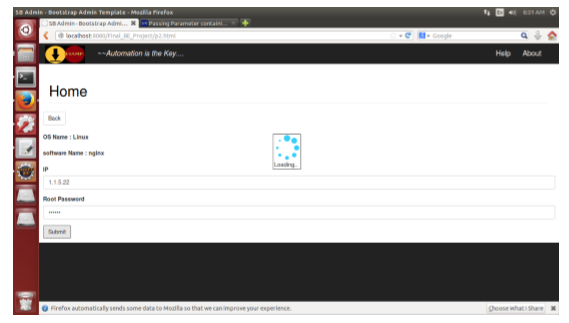 SB Admin - Bootstrap Admin Template - Mozilla Firefox
8:21 AM
SB Admin - Bootstrap Admi...
Passing Parameter containi...
localhost:8080/Final_BE_Project/p2.html
Google
~~Automation is the Key....
Help
About
Home
Back
OS Name : Linux
software Name : nginx
Loading...
IP
1.1.5.22
Root Password
······
Submit
Firefox automatically sends some data to Mozilla so that we can improve your experience.
Choose What I Share